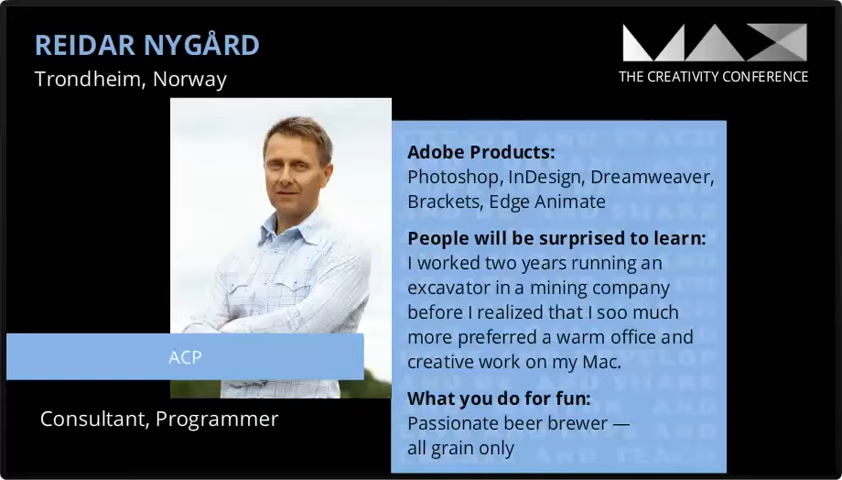 REIDAR NYGÅRD
Trondheim, Norway
MAX
THE CREATIVITY CONFERENCE
Adobe Products:
Photoshop, InDesign, Dreamweaver,
Brackets, Edge Animate
People will be surprised to learn:
I worked two years running an
excavator in a mining company
before I realized that I soo much
more preferred a warm office and
creative work on my Mac.
What you do for fun:
Passionate beer brewer —
all grain only
ACP
Consultant, Programmer